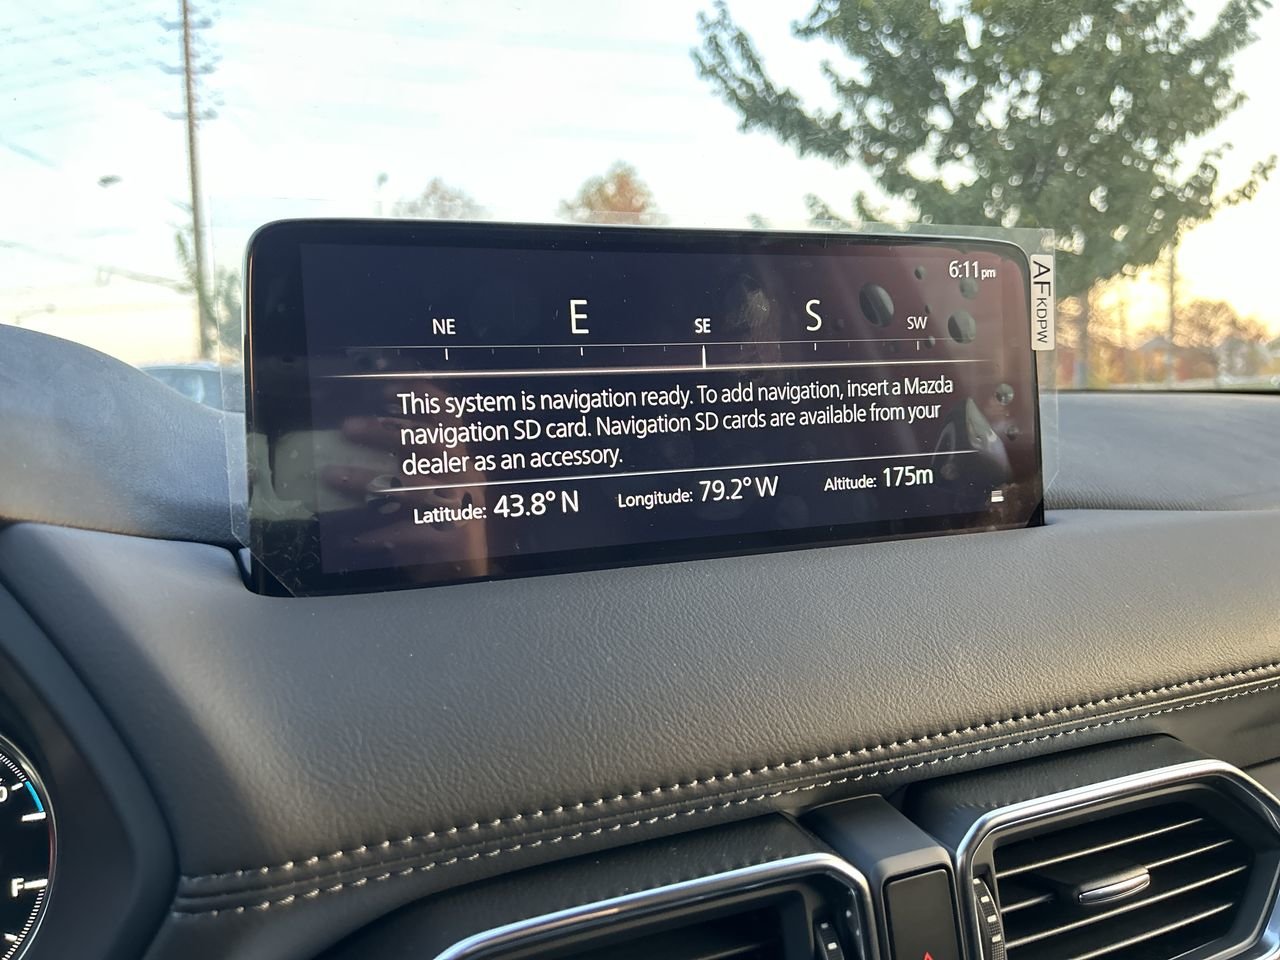 6:11pm
NE E SE S SW
This system is navigation ready. To add navigation, insert a Mazda
navigation SD card. Navigation SD cards are available from your
dealer as an accessory.
Latitude: 43.8° N Longitude: 79.2° W Altitude: 175m
AF KDPW
F